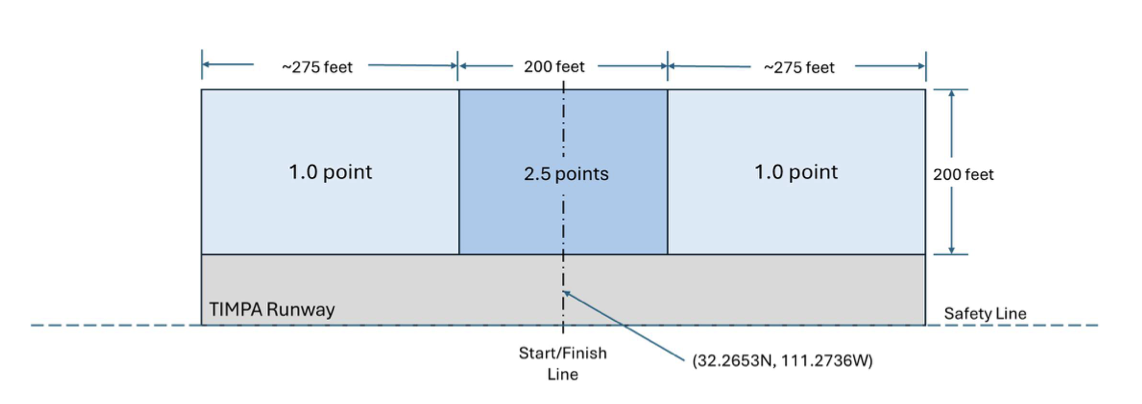 ~275 feet
200 feet
~275 feet
1.0 point
2.5 points
1.0 point
200 feet
TIMPA Runway
Safety Line
Start/Finish
Line
(32.2653N, 111.2736W)